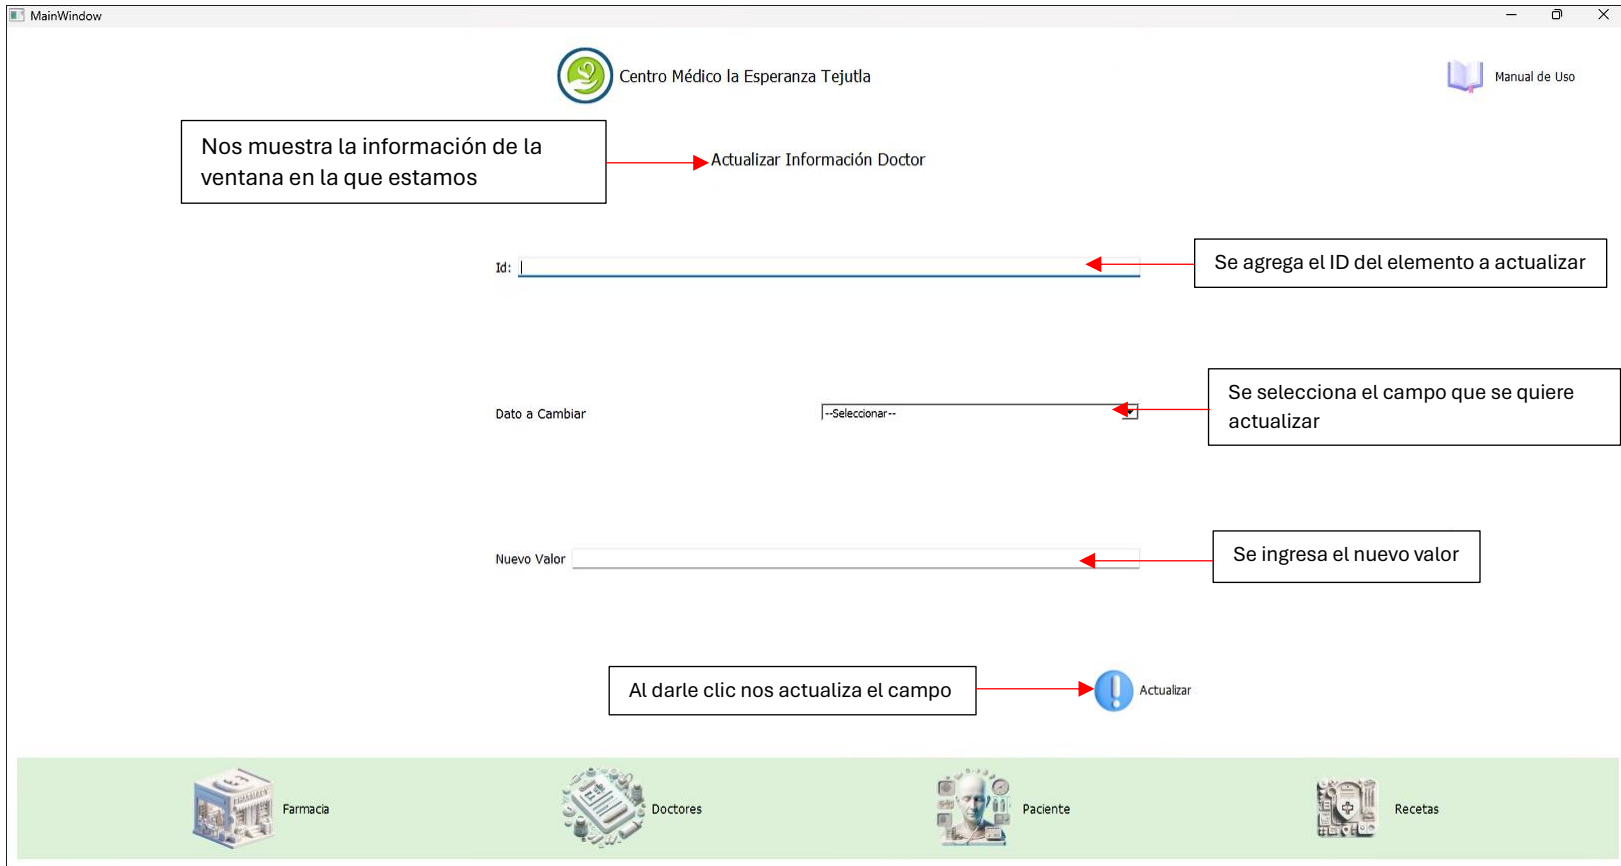 MainWindow
Centro Médico la Esperanza Tejutla
Manual de Uso
Nos muestra la información de la
ventana en la que estamos
Actualizar Información Doctor
Id:
Se agrega el ID del elemento a actualizar
Se selecciona el campo que se quiere
actualizar
Dato a Cambiar
--Seleccionar--
Nuevo Valor
Se ingresa el nuevo valor
Al darle clic nos actualiza el campo
Actualizar
Farmacia
Doctores
Paciente
Recetas